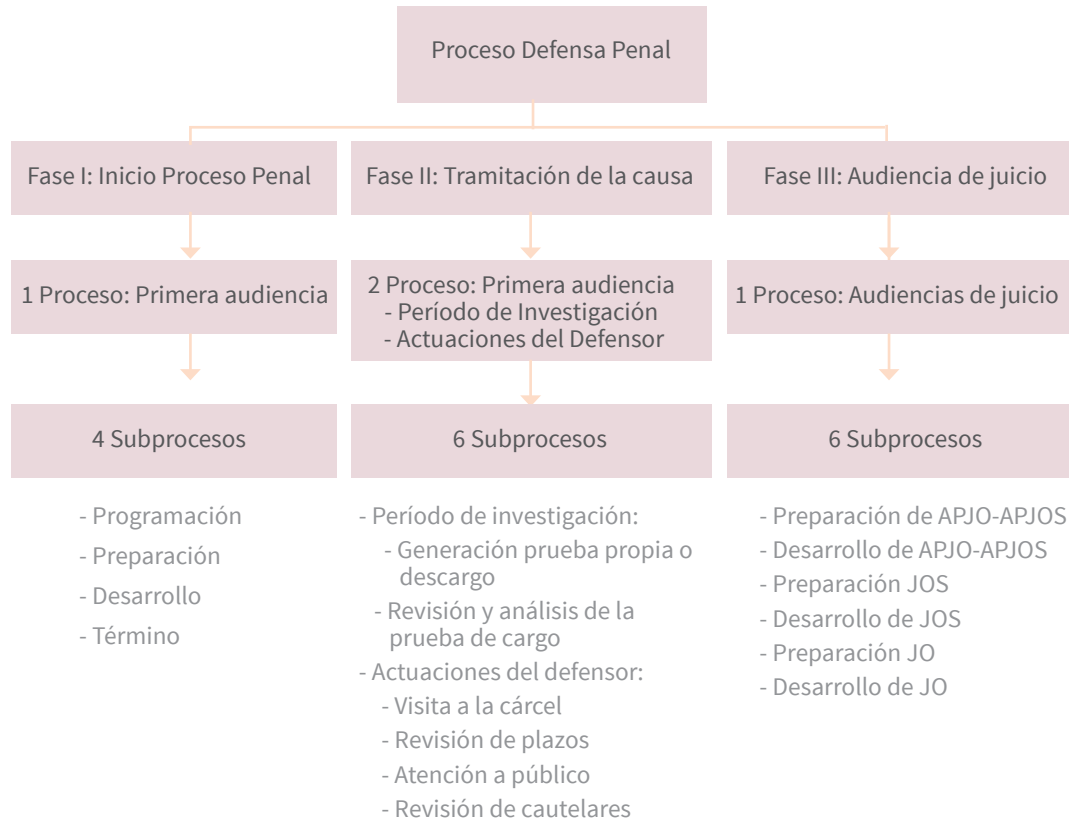 Proceso Defensa Penal
Fase I: Inicio Proceso Penal
1 Proceso: Primera audiencia
4 Subprocesos
- Programación
- Preparación
- Desarrollo
- Término
Fase II: Tramitación de la causa
2 Proceso: Primera audiencia
- Período de Investigación
- Actuaciones del Defensor
6 Subprocesos
- Período de investigación:
- Generación prueba propia o
descargo
- Revisión y análisis de la
prueba de cargo
- Actuaciones del defensor:
- Visita a la cárcel
- Revisión de plazos
- Atención a público
- Revisión de cautelares
Fase III: Audiencia de juicio
1 Proceso: Audiencias de juicio
6 Subprocesos
- Preparación de APJO-APJOS
- Desarrollo de APJO-APJOS
- Preparación JOS
- Desarrollo de JOS
- Preparación JO
- Desarrollo de JO